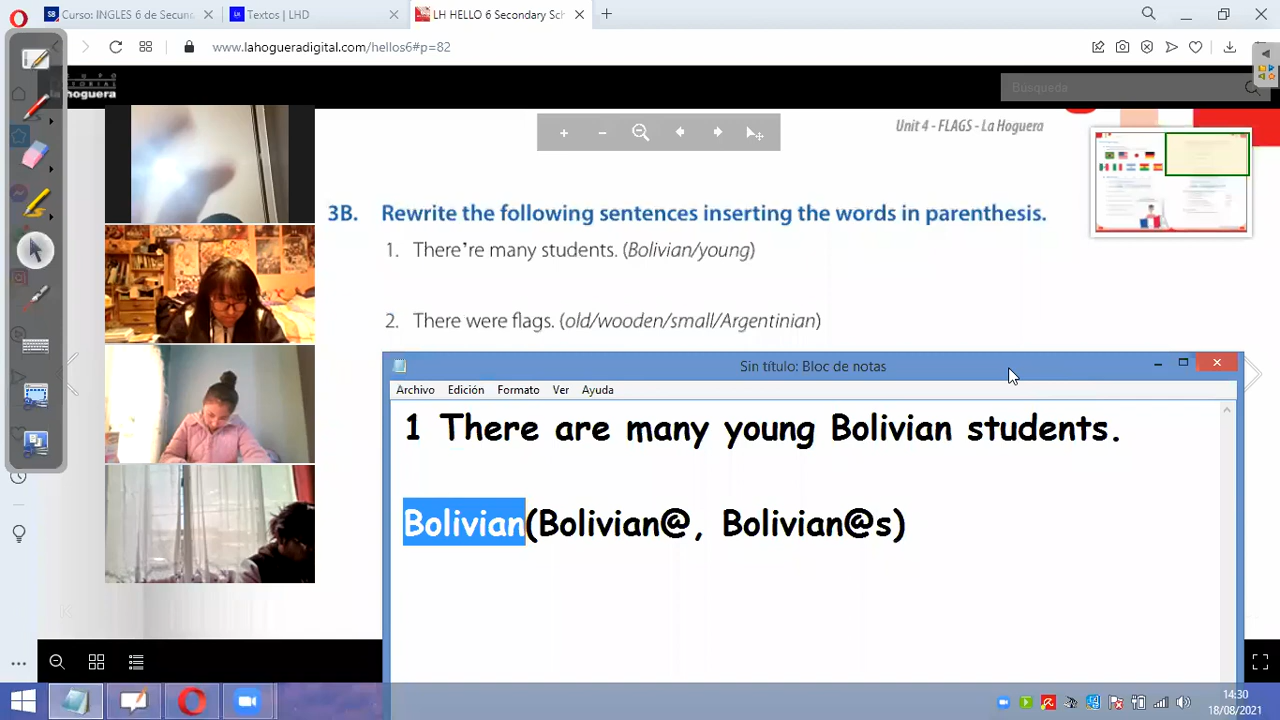 Curso: INGLES 6 de Secun
Textos | LHD
LH HELLO 6 Secondary Sch
www.lahogueradigital.com/hellos6#p=82
la hoguera
Búsqueda
Unit 4 - FLAGS - La Hoguera
3B. Rewrite the following sentences inserting the words in parenthesis.
1. There're many students. (Bolivian/young)
2. There were flags. (old/wooden/small/Argentinian)
Sin título: Bloc de notas
Archivo Edición Formato Ver Ayuda
1 There are many young Bolivian students.
Bolivian(Bolivian@, Bolivian@s)
14:30
18/08/2021